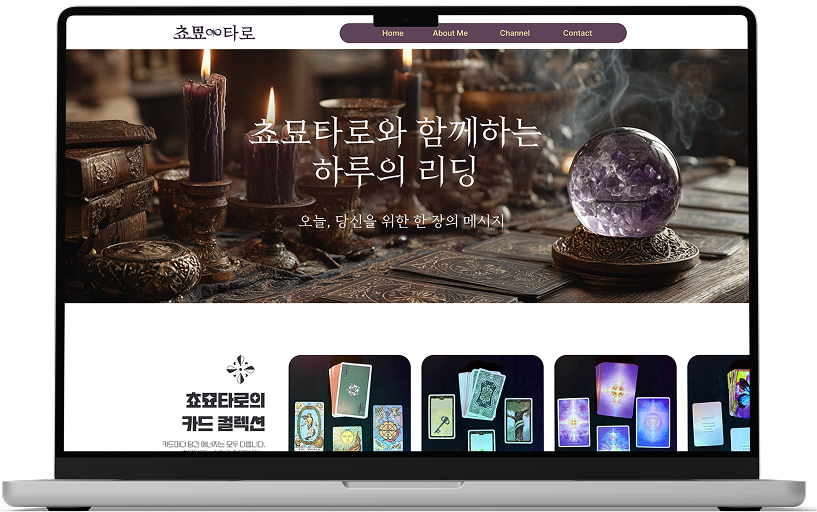 초묘∞타로
Home About Me Channel Contact
초묘타로와 함께하는
하루의 리딩
오늘, 당신을 위한 한 장의 메시지
초묘타로의
카드 컬렉션
카드마다 담긴 에너지는 모두 다릅니다.